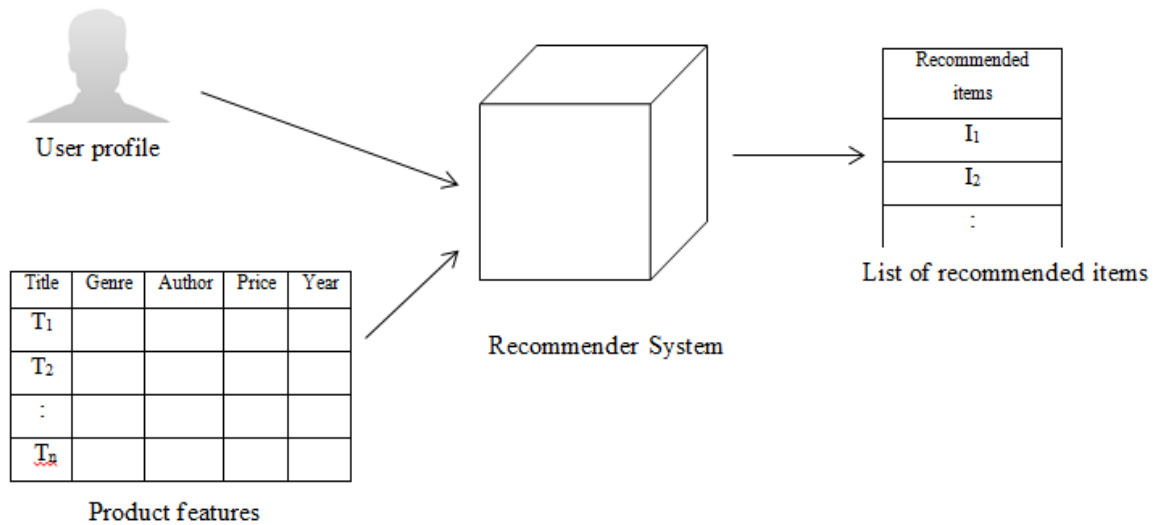 User profile
Title Genre Author Price Year
T1
T2
:
Tn
Product features
Recommender System
Recommended
items
I1
I2
:
List of recommended items